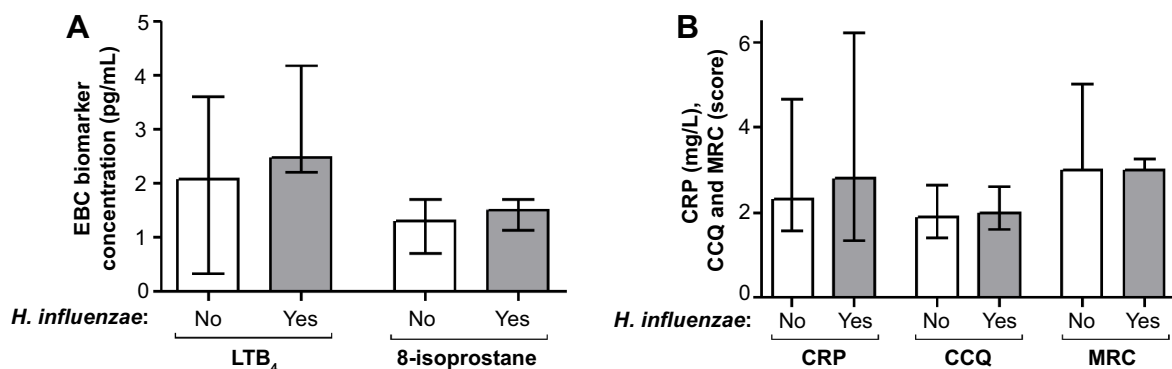 A
EBC biomarker
concentration (pg/mL)
5
4
3
2
1
0
H. influenzae: No Yes No Yes
LTB₄ 8-isoprostane
B
CRP (mg/L),
CCQ and MRC (score)
6
4
2
0
H. influenzae: No Yes No Yes No Yes
CRP CCQ MRC